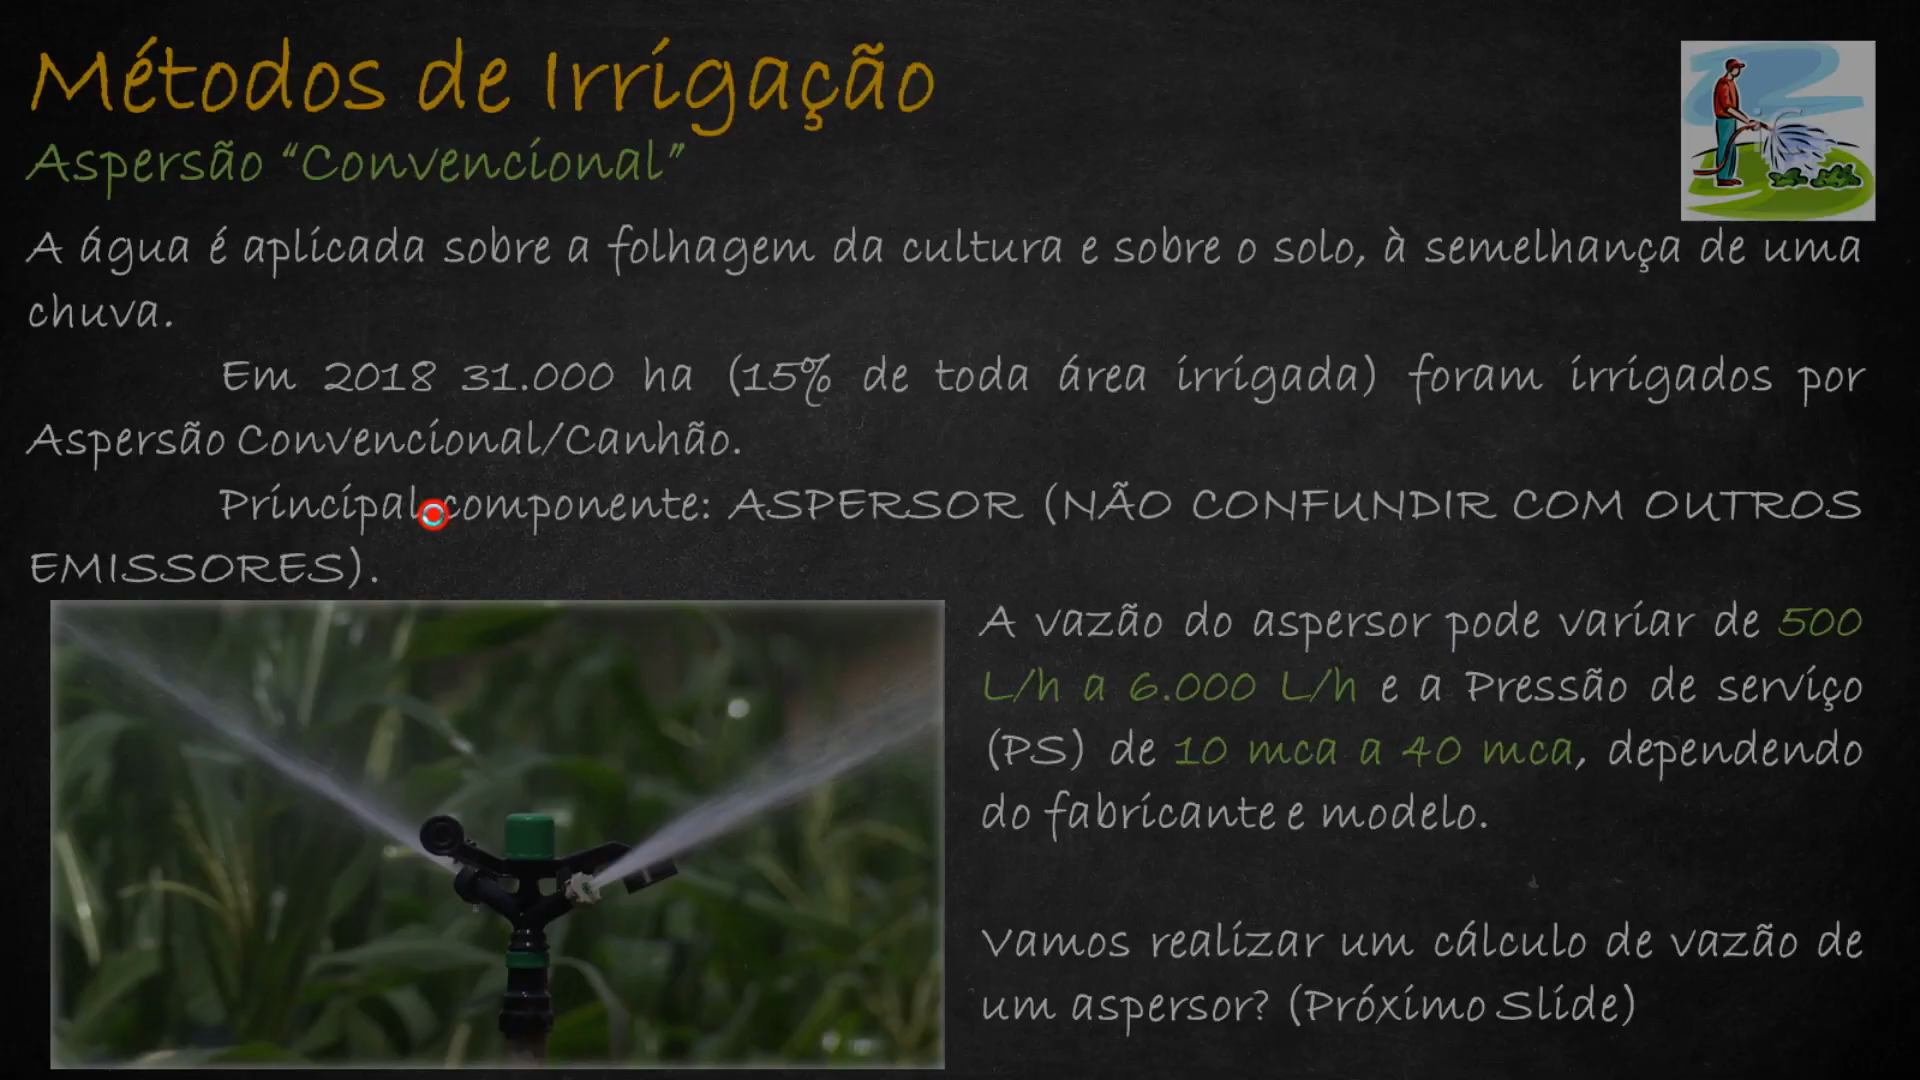 Métodos de Irrigação
Aspersão “Convencional”
A água é aplicada sobre a folhagem da cultura e sobre o solo, à semelhança de uma
chuva.
Em 2018 31.000 ha (15% de toda área irrigada) foram irrigados por
Aspersão Convencional/Canhão.
Principal componente: ASPERSOR (NÃO CONFUNDIR COM OUTROS
EMISSORES).
A vazão do aspersor pode variar de 500
L/h a 6.000 L/h e a Pressão de serviço
(PS) de 10 mca a 40 mca, dependendo
do fabricante e modelo.
Vamos realizar um cálculo de vazão de
um aspersor? (Próximo Slide)